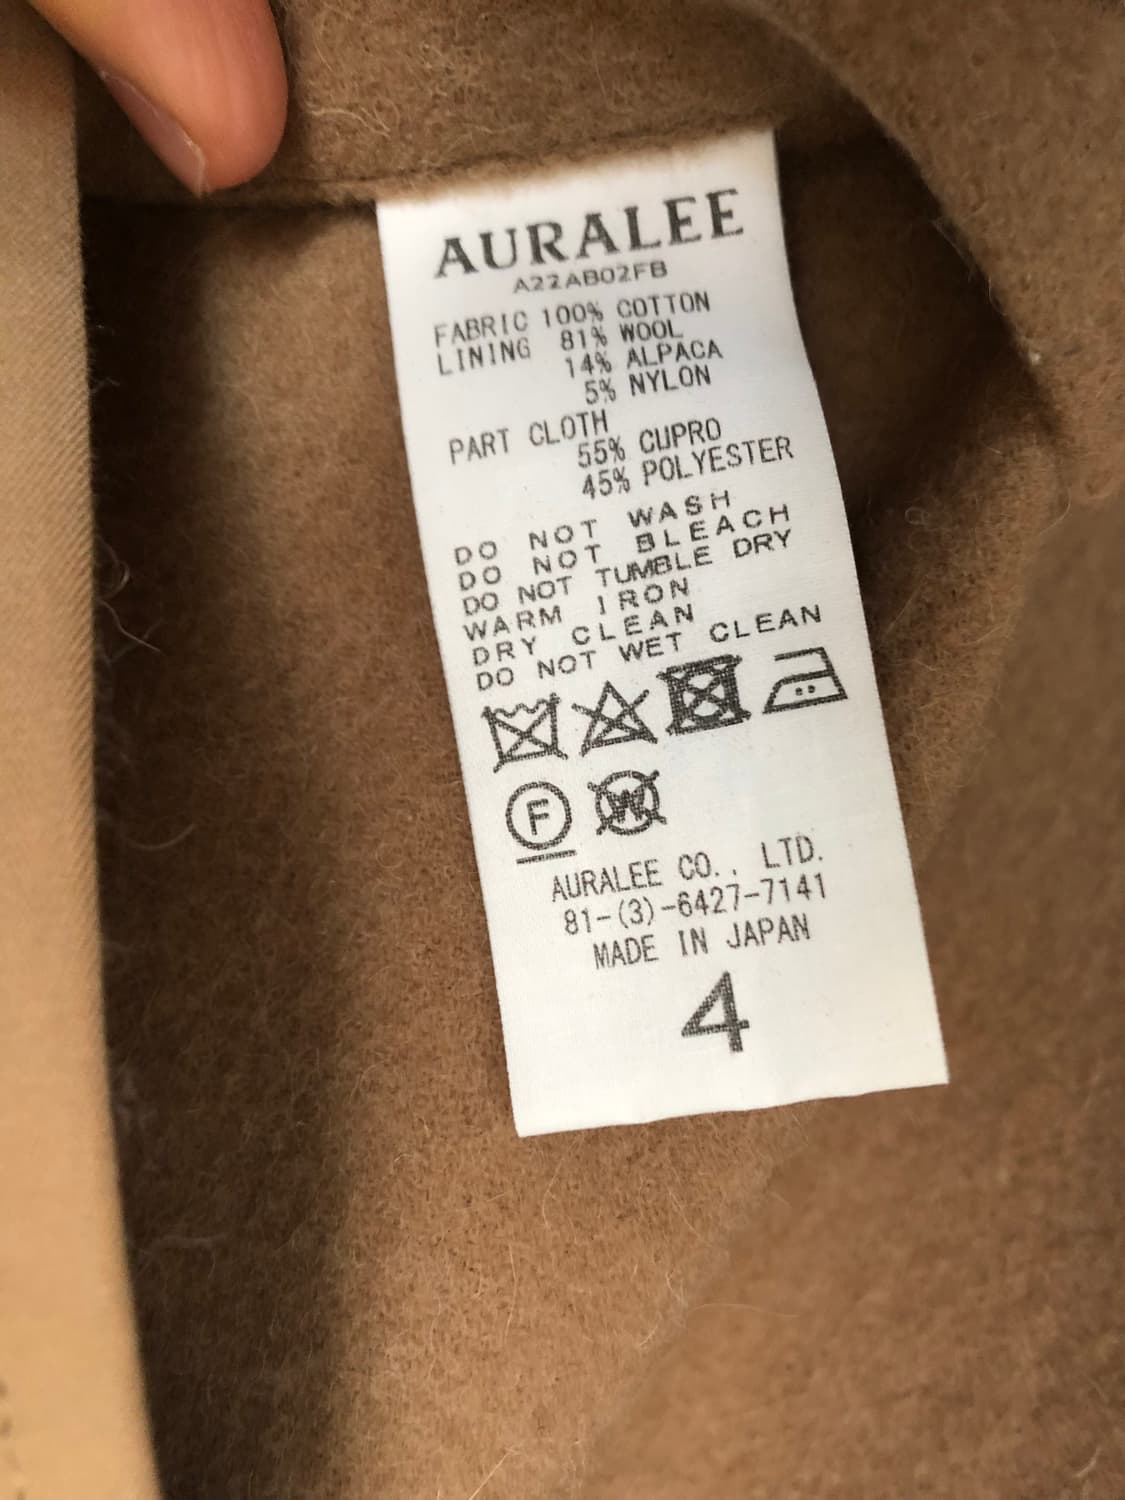 AURALEE
A22AB02FB
FABRIC 100% COTTON
LINING 81% WOOL
14% ALPACA
5% NYLON
PART CLOTH
55% CUPRO
45% POLYESTER
DO NOT WASH
DO NOT BLEACH
DO NOT TUMBLE DRY
WARM IRON
DRY CLEAN
DO NOT WET CLEAN
F W
AURALEE CO., LTD.
81-(3)-6427-7141
MADE IN JAPAN
4